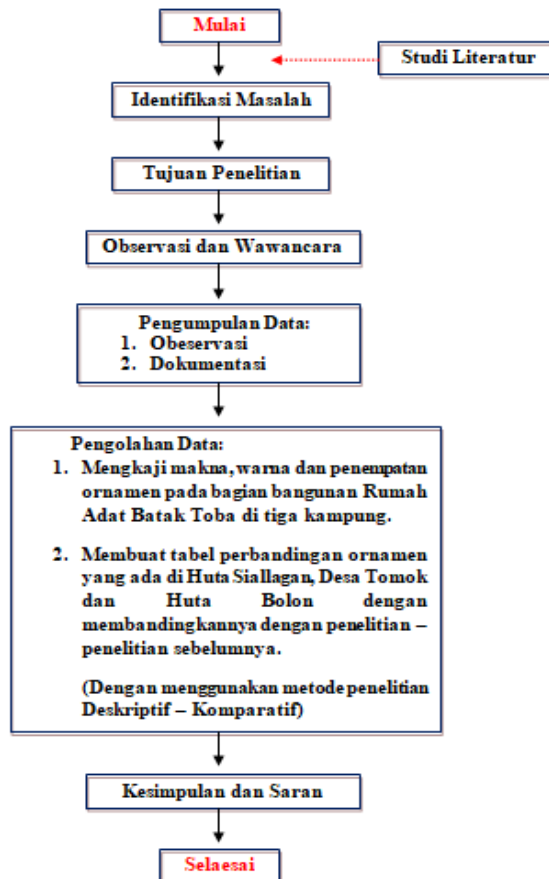 Mulai
Studi Literatur
Identifikasi Masalah
Tujuan Penelitian
Observasi dan Wawancara
Pengumpulan Data:
1. Obeservasi
2. Dokumentasi
Pengolahan Data:
1. Mengkaji makna, warna dan penempatan
ornamen pada bagian bangunan Rumah
Adat Batak Toba di tiga kampung.
2. Membuat tabel perbandingan ornamen
yang ada di Huta Siallagan, Desa Tomok
dan Huta Bolon dengan
membandingkannya dengan penelitian –
penelitian sebelumnya.
(Dengan menggunakan metode penelitian
Deskriptif – Komparatif)
Kesimpulan dan Saran
Selaesai